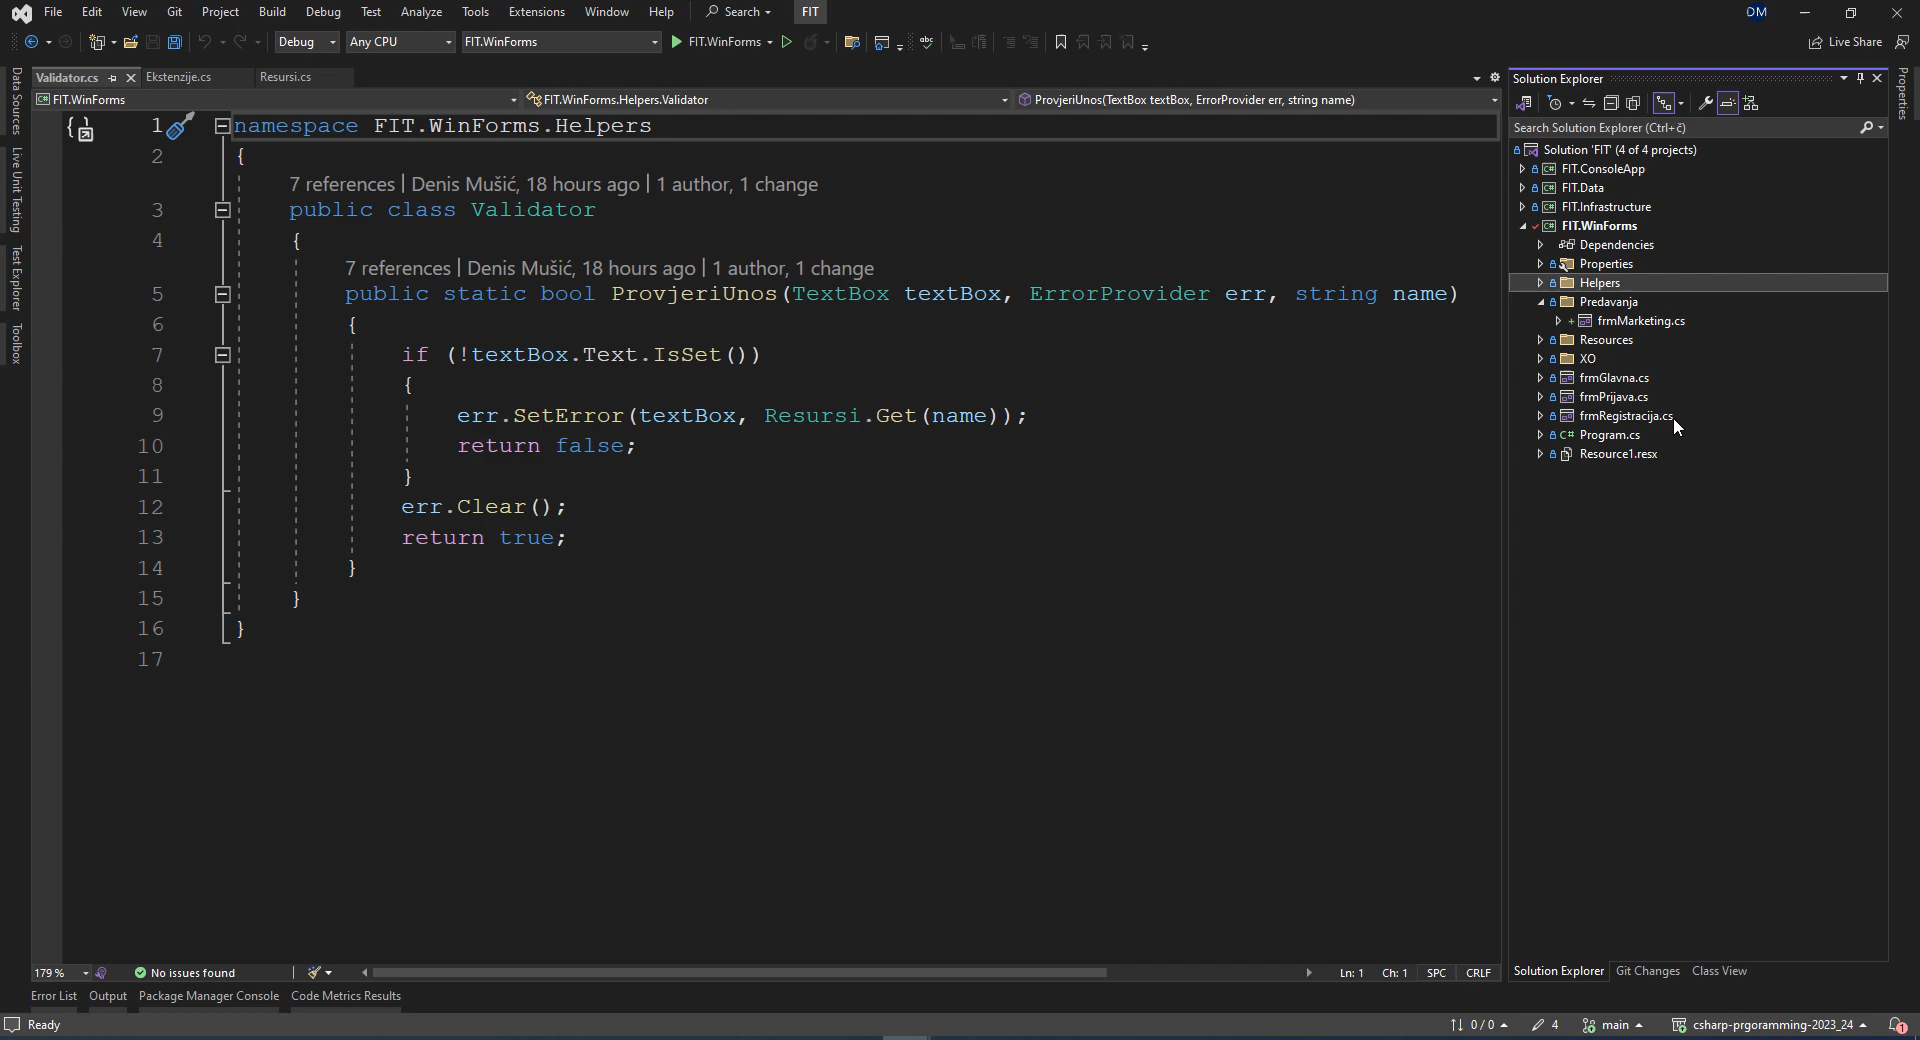 File Edit View Git Project Build Debug Test Analyze Tools Extensions Window Help Search FIT DM
Debug Any CPU FIT.WinForms FIT.WinForms Live Share
Validator.cs Ekstenzije.cs Resursi.cs
FIT.WinForms FIT.WinForms.Helpers.Validator ProvjeriUnos(TextBox textBox, ErrorProvider err, string name)
Data Sources
Live Unit Testing
Test Explorer
Toolbox
1 namespace FIT.WinForms.Helpers
2 {
7 references | Denis Mušić, 18 hours ago | 1 author, 1 change
3 public class Validator
4 {
7 references | Denis Mušić, 18 hours ago | 1 author, 1 change
5 public static bool ProvjeriUnos(TextBox textBox, ErrorProvider err, string name)
6 {
7 if (!textBox.Text.IsSet())
8 {
9 err.SetError(textBox, Resursi.Get(name));
10 return false;
11 }
12 err.Clear();
13 return true;
14 }
15 }
16 }
17
179 % No issues found Ln: 1 Ch: 1 SPC CRLF
Error List Output Package Manager Console Code Metrics Results
Solution Explorer
Search Solution Explorer (Ctrl+č)
Solution 'FIT' (4 of 4 projects)
FIT.ConsoleApp
FIT.Data
FIT.Infrastructure
FIT.WinForms
Dependencies
Properties
Helpers
Predavanja
frmMarketing.cs
Resources
XO
frmGlavna.cs
frmPrijava.cs
frmRegistracija.cs
C# Program.cs
Resource1.resx
Solution Explorer Git Changes Class View
Properties
Ready 0 / 0 4 main csharp-prgoramming-2023_24 1